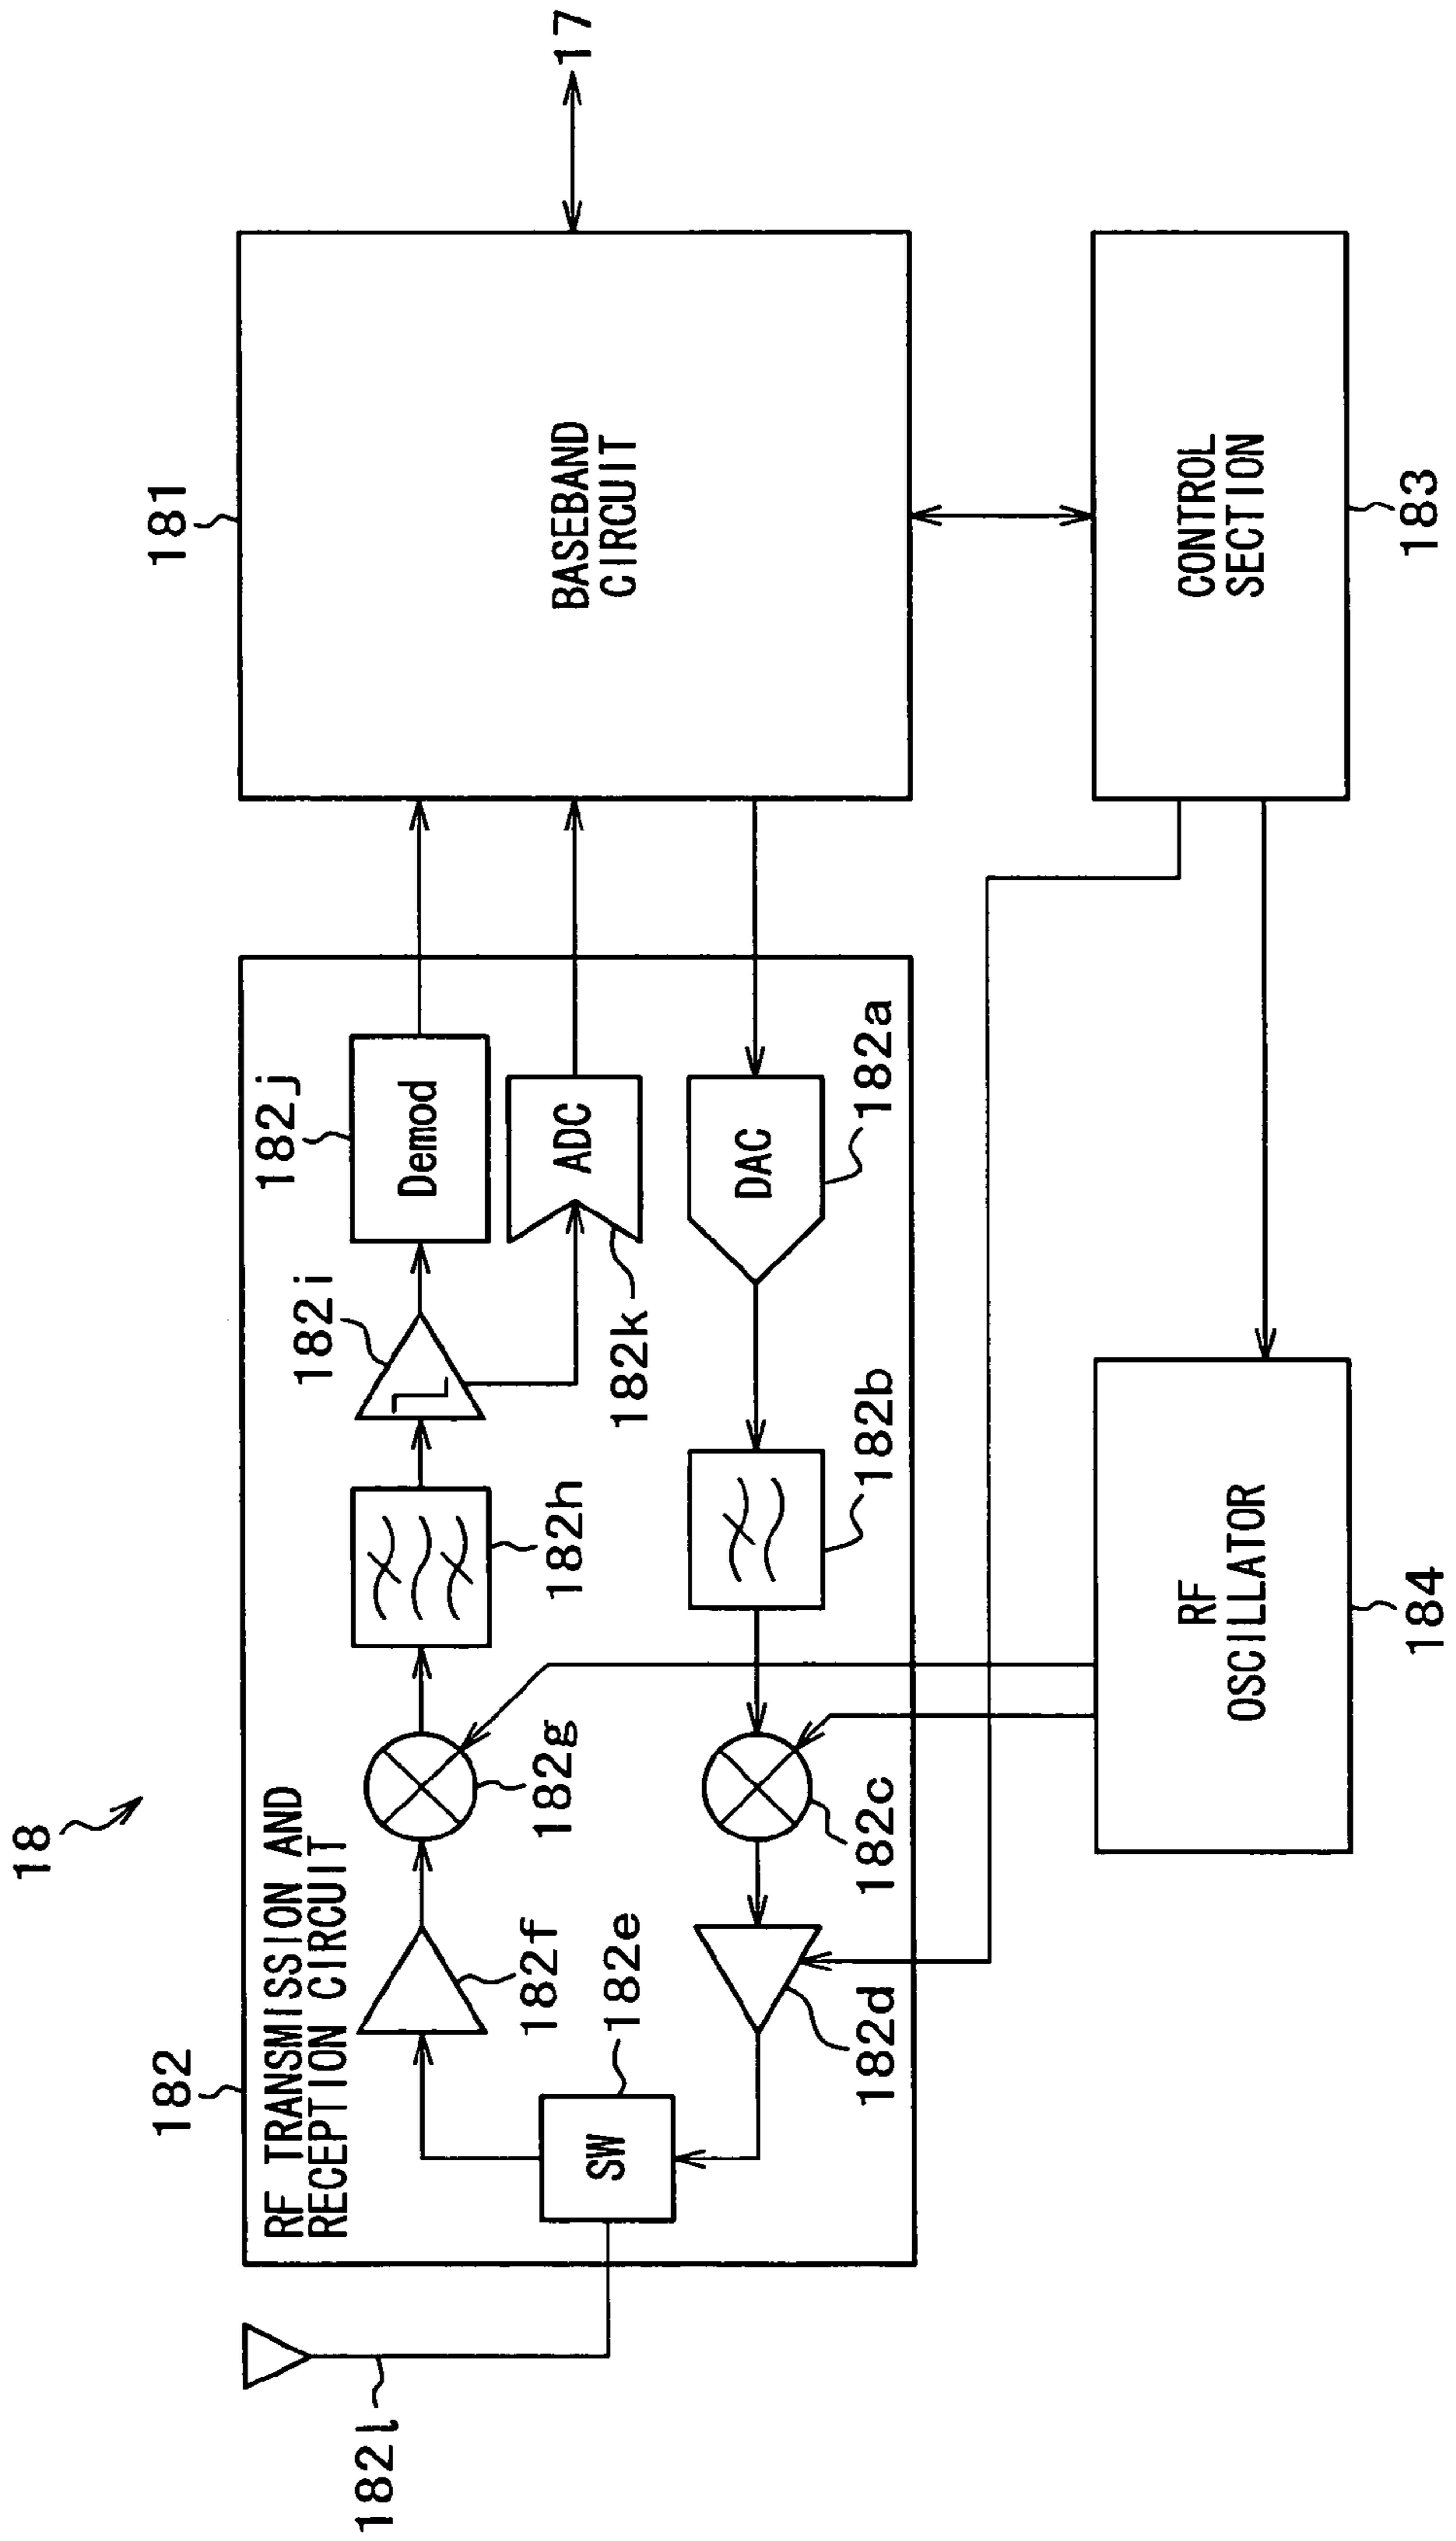 18
182
RF TRANSMISSION AND
RECEPTION CIRCUIT
182l
SW
182e
182f
182g
182h
182i
182j
Demod
ADC
182k
DAC
182a
182b
182c
182d
181
BASEBAND
CIRCUIT
17
CONTROL
SECTION
183
RF
OSCILLATOR
184